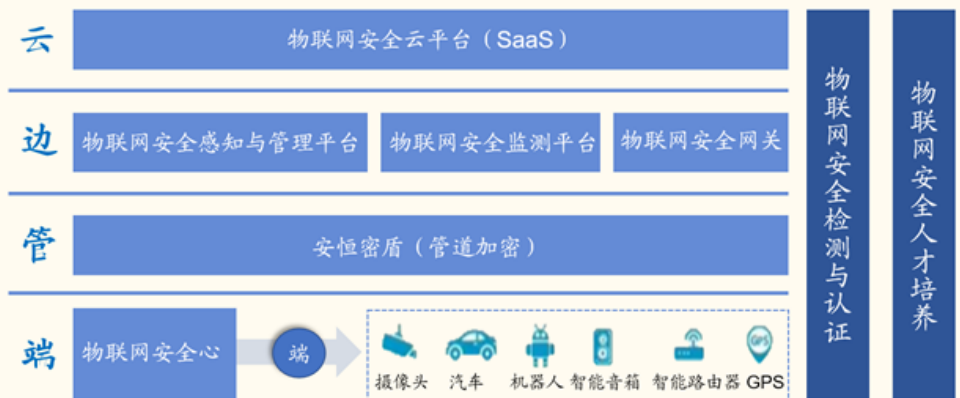 云
物联网安全云平台（SaaS）
边
物联网安全感知与管理平台
物联网安全监测平台
物联网安全网关
管
安恒密盾（管道加密）
端
物联网安全心
端
GPS
摄像头
汽车
机器人
智能音箱
智能路由器
GPS
物联网安全检测与认证
物联网安全人才培养